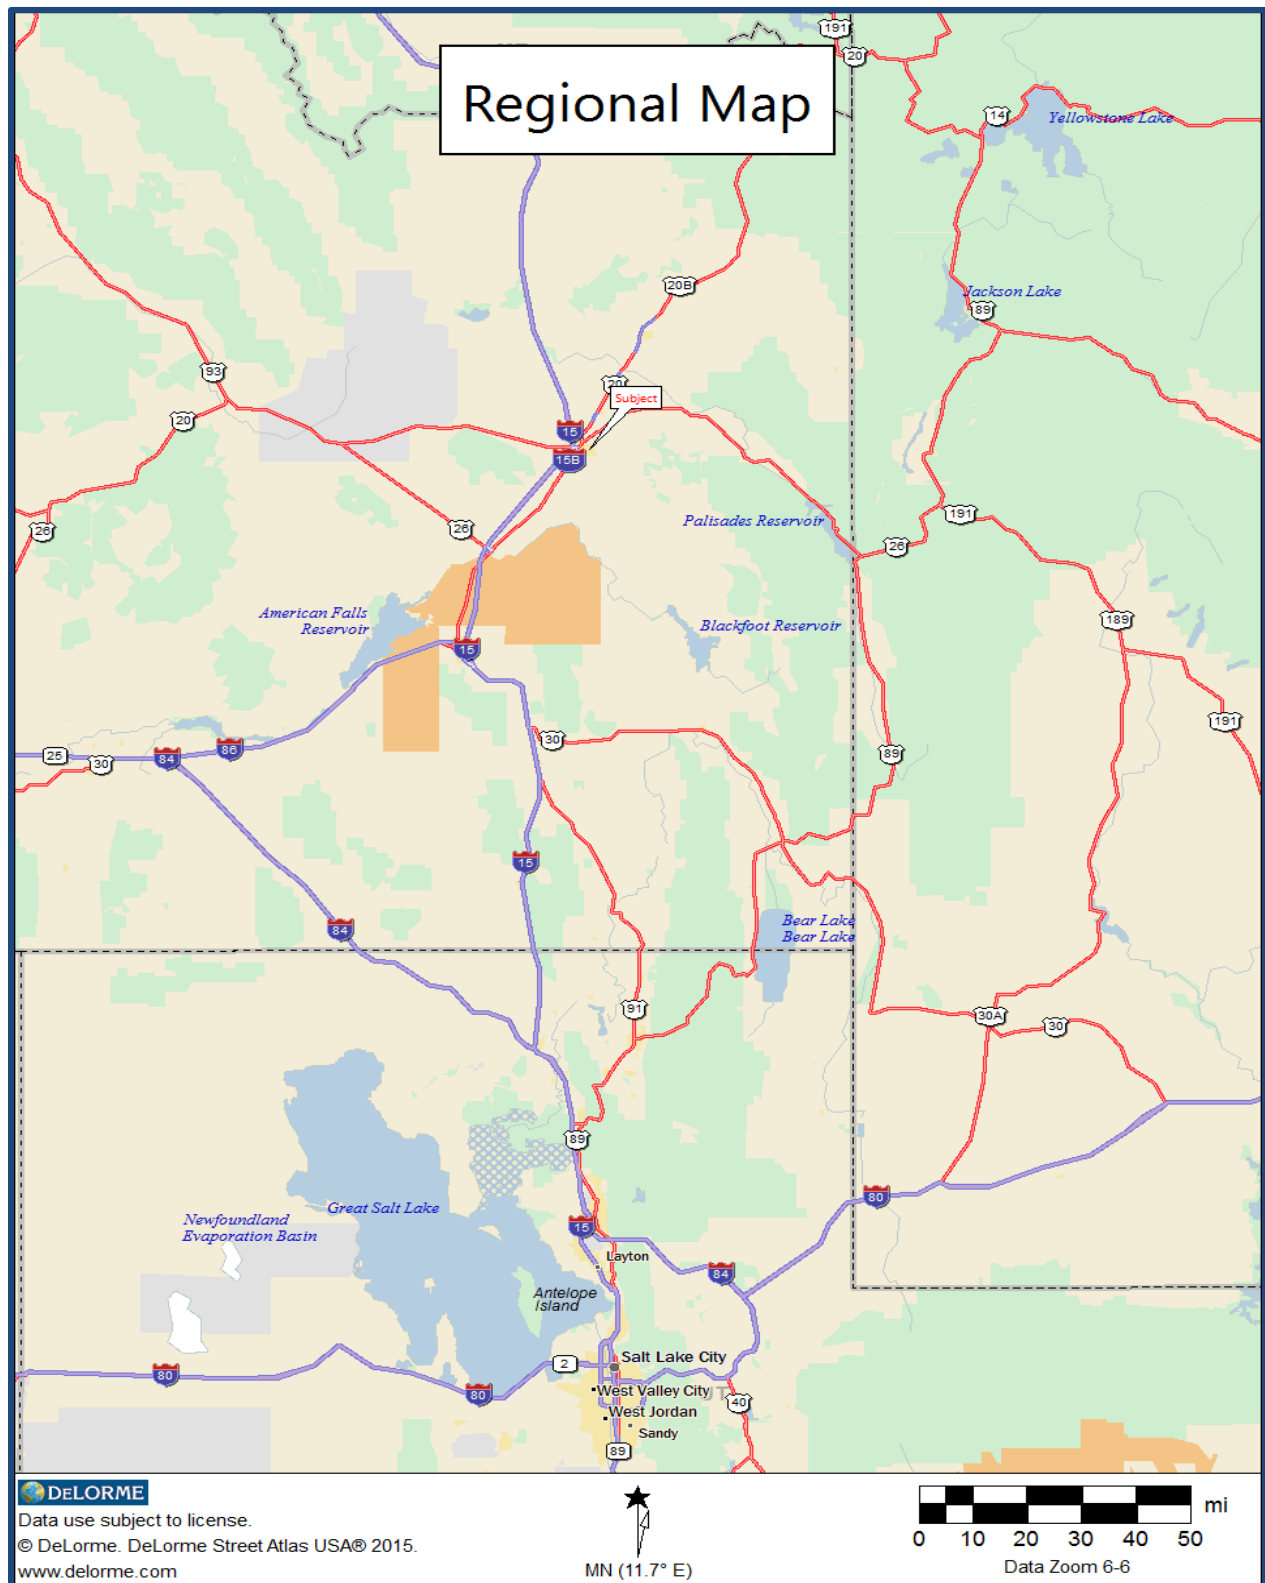 191
20
Regional Map
14
Yellowstone Lake
20B
Jackson Lake
89
93
20
Subject
20
15
15B
26
26
191
Palisades Reservoir
26
American Falls
Reservoir
Blackfoot Reservoir
189
15
191
30
89
25
30
84
86
15
84
Bear Lake
Bear Lake
91
30A
30
89
80
Great Salt Lake
Newfoundland
Evaporation Basin
15
Layton
84
Antelope
Island
2
Salt Lake City
80
80
West Valley City
UT
40
West Jordan
Sandy
89
DELORME
Data use subject to license.
© DeLorme. DeLorme Street Atlas USA® 2015.
www.delorme.com
MN (11.7° E)
mi
0 10 20 30 40 50
Data Zoom 6-6